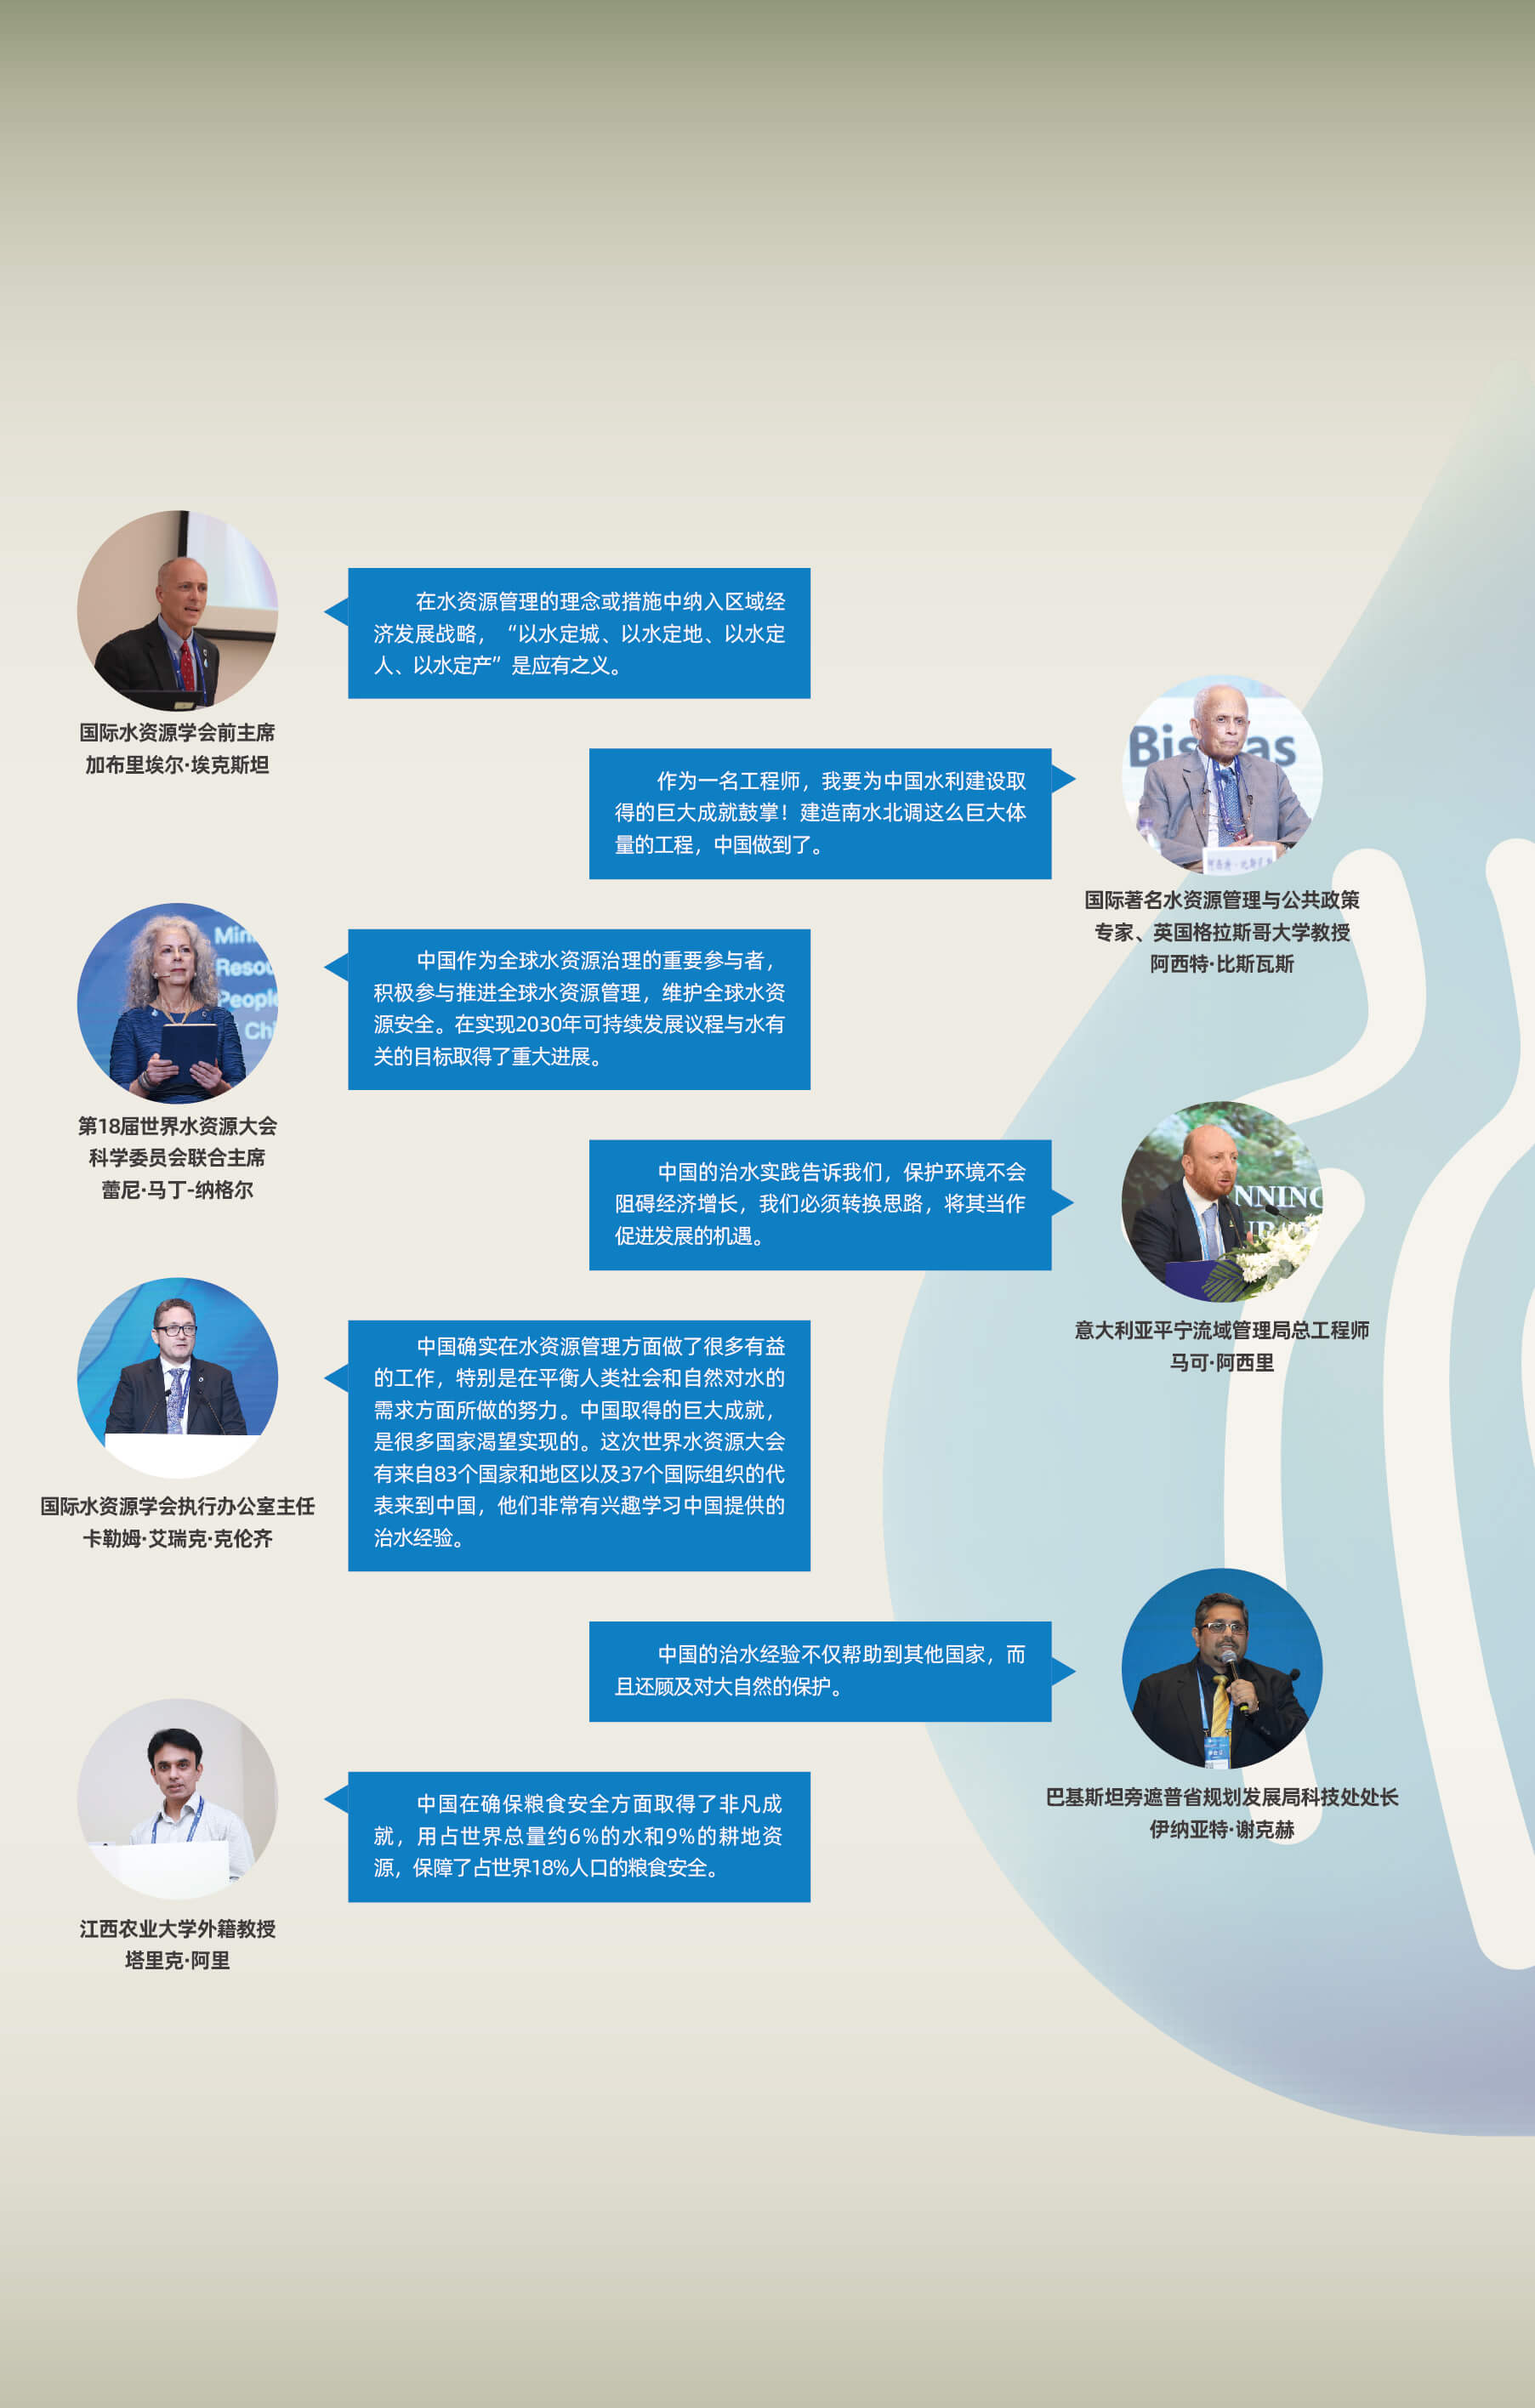 在水资源管理的理念或措施中纳入区域经
济发展战略，“以水定城、以水定地、以水定
人、以水定产”是应有之义。
国际水资源学会前主席
加布里埃尔·埃克斯坦
Bis as
作为一名工程师，我要为中国水利建设取
得的巨大成就鼓掌！建造南水北调这么巨大体
量的工程，中国做到了。
国际著名水资源管理与公共政策
专家、英国格拉斯哥大学教授
阿西特·比斯瓦斯
Min
Resou
People
Chi
中国作为全球水资源治理的重要参与者，
积极参与推进全球水资源管理，维护全球水资
源安全。在实现2030年可持续发展议程与水有
关的目标取得了重大进展。
第18届世界水资源大会
科学委员会联合主席
蕾尼·马丁-纳格尔
中国的治水实践告诉我们，保护环境不会
阻碍经济增长，我们必须转换思路，将其当作
促进发展的机遇。
NNING
意大利亚平宁流域管理局总工程师
马可·阿西里
中国确实在水资源管理方面做了很多有益
的工作，特别是在平衡人类社会和自然对水的
需求方面所做的努力。中国取得的巨大成就，
是很多国家渴望实现的。这次世界水资源大会
有来自83个国家和地区以及37个国际组织的代
表来到中国，他们非常有兴趣学习中国提供的
治水经验。
国际水资源学会执行办公室主任
卡勒姆·艾瑞克·克伦齐
中国的治水经验不仅帮助到其他国家，而
且还顾及对大自然的保护。
巴基斯坦旁遮普省规划发展局科技处处长
伊纳亚特·谢克赫
中国在确保粮食安全方面取得了非凡成
就，用占世界总量约6%的水和9%的耕地资
源，保障了占世界18%人口的粮食安全。
江西农业大学外籍教授
塔里克·阿里